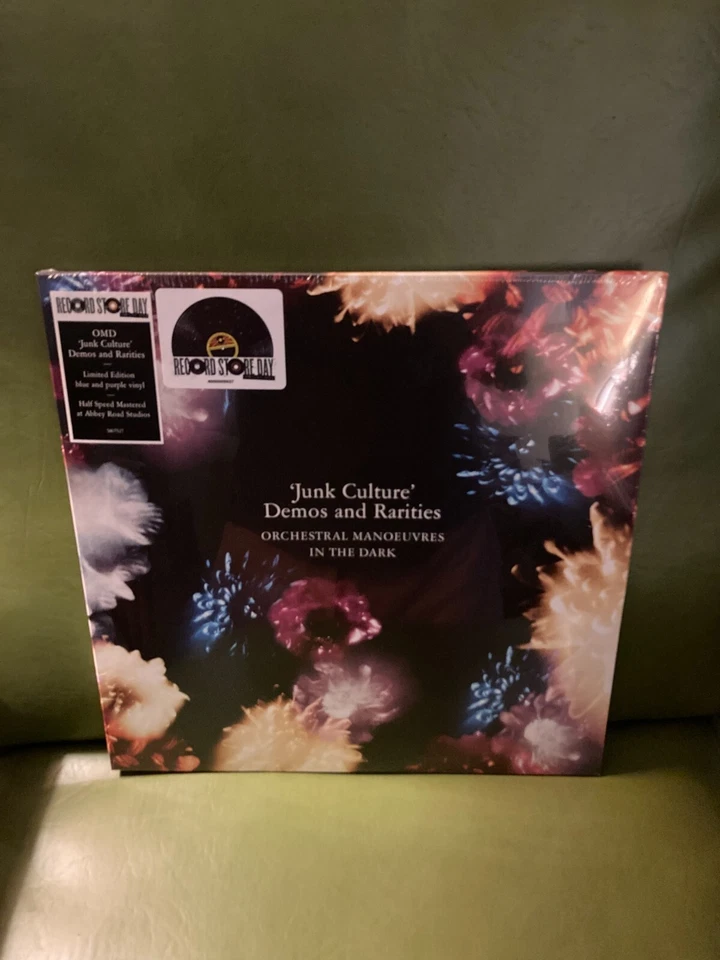 RECORD STORE DAY
OMD
'Junk Culture'
Demos and Rarities
Limited Edition
blue and purple vinyl
Half Speed Mastered
at Abbey Road Studios
RECORD STORE DAY
'Junk Culture'
Demos and Rarities
ORCHESTRAL MANOEUVRES
IN THE DARK